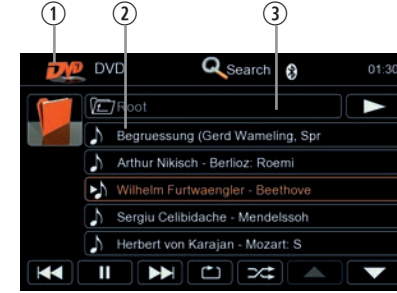 1 2 3
DVD DVD Search 01:30
Root
Begruessung (Gerd Wameling, Spr
Arthur Nikisch - Berlioz: Roemi
Wilhelm Furtwaengler - Beethove
Sergiu Celibidache - Mendelssoh
Herbert von Karajan - Mozart: S